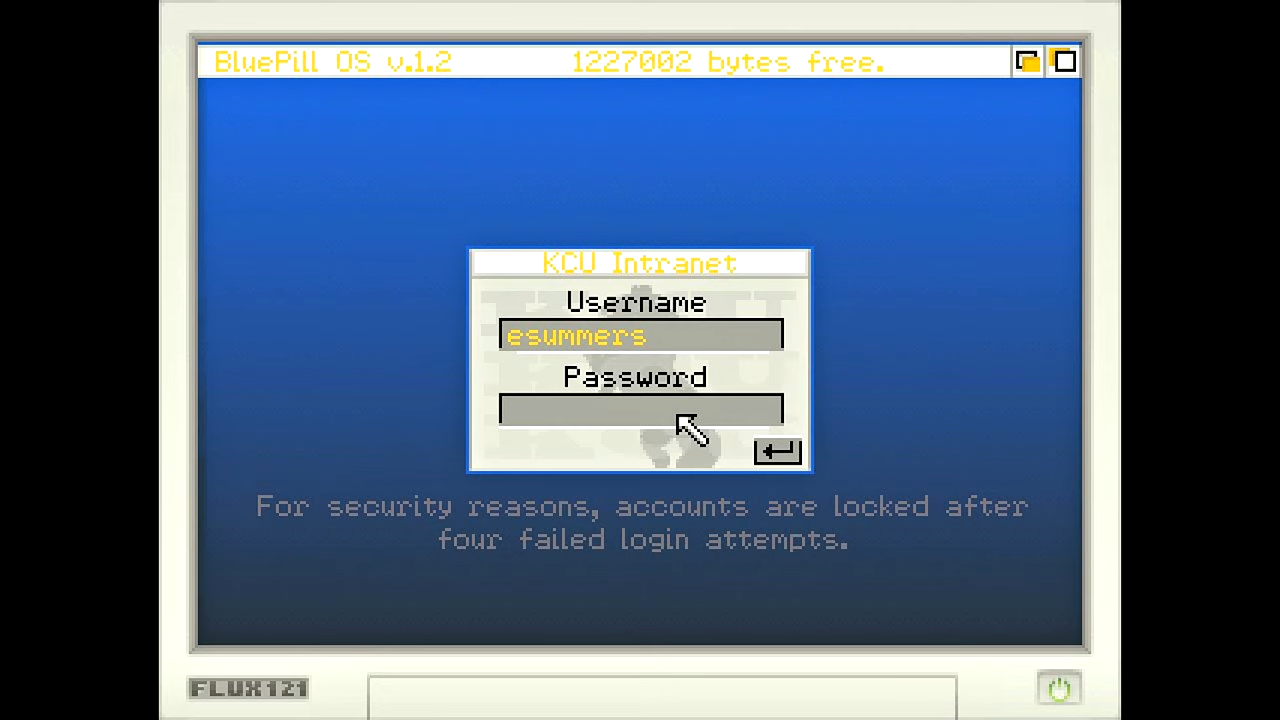 BluePill OS v.1.2 1227002 bytes free.
KCU Intranet
Username
esummers
Password
For security reasons, accounts are locked after
four failed login attempts.
FLUX121